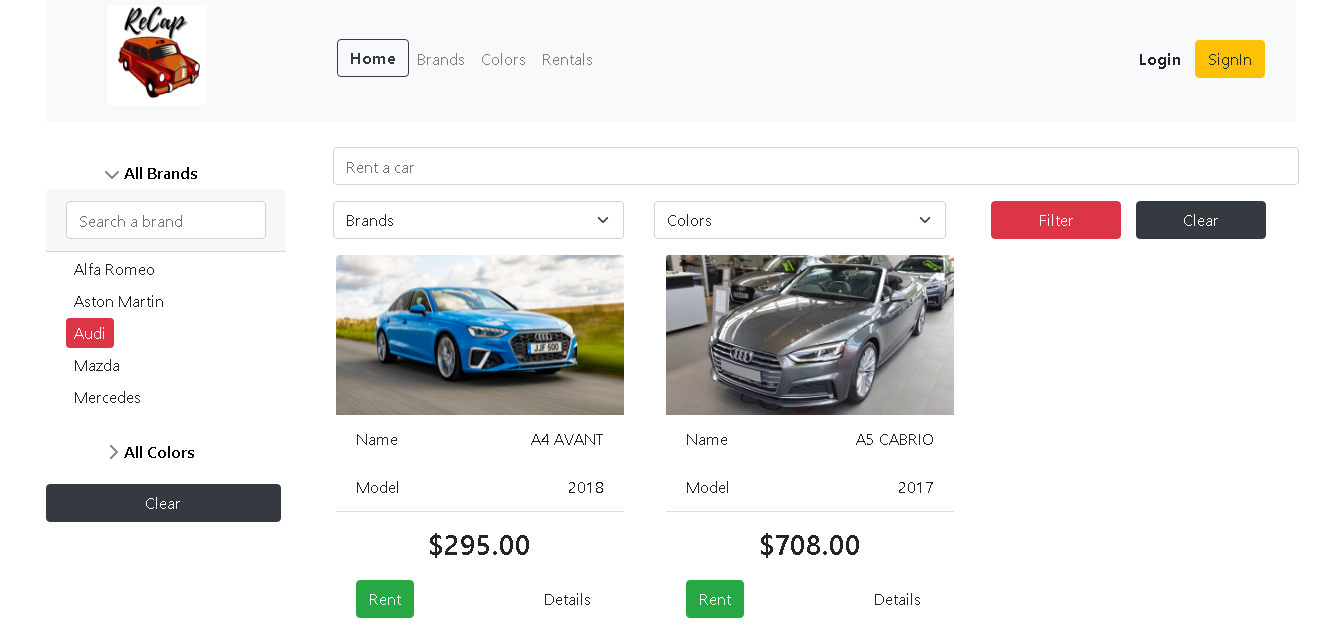 ReCap
Home Brands Colors Rentals Login SignIn
All Brands
Search a brand
Alfa Romeo
Aston Martin
Audi
Mazda
Mercedes
All Colors
Clear
Rent a car
Brands Colors Filter Clear
JJF 500
Name A4 AVANT Name A5 CABRIO
Model 2018 Model 2017
$295.00 $708.00
Rent Details Rent Details